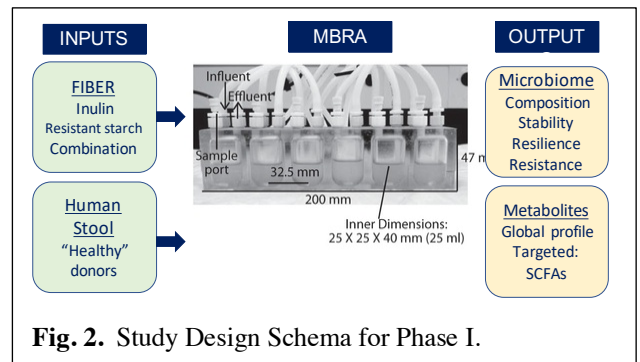 INPUTS
MBRA
OUTPUT
FIBER
Inulin
Resistant starch
Combination
Human
Stool
“Healthy”
donors
Influent
Effluent
Sample
port
32.5 mm
200 mm
47 m
Inner Dimensions:
25 X 25 X 40 mm (25 ml)
Microbiome
Composition
Stability
Resilience
Resistance
Metabolites
Global profile
Targeted:
SCFAs
Fig. 2. Study Design Schema for Phase I.